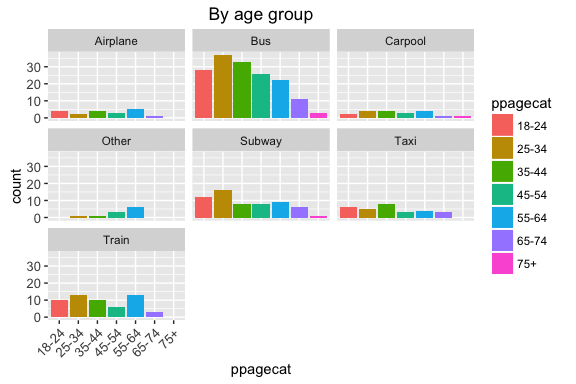 By age group
Airplane Bus Carpool
30
20
10
0
Other Subway Taxi
30
20
10
0
Train
30
20
10
0
18-24 25-34 35-44 45-54 55-64 65-74 75+
ppagecat
count
ppagecat
18-24
25-34
35-44
45-54
55-64
65-74
75+